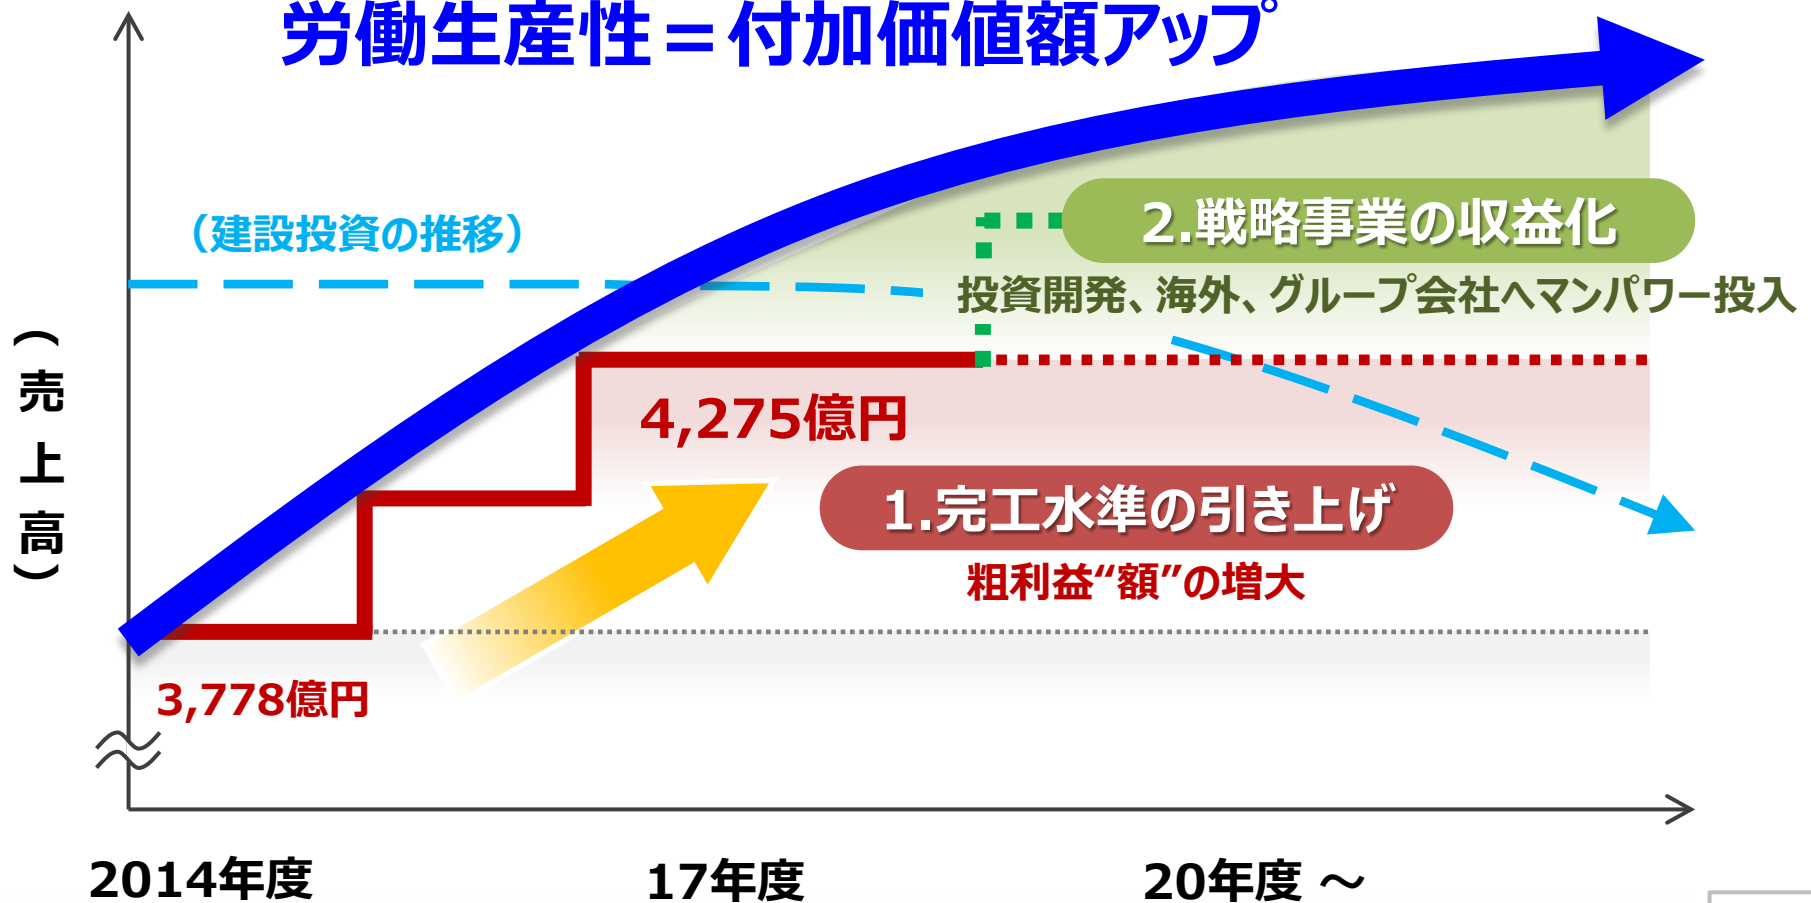 労働生産性＝付加価値額アップ
（建設投資の推移）
2.戦略事業の収益化
投資開発、海外、グループ会社へマンパワー投入
（売上高）
4,275億円
1.完工水準の引き上げ
粗利益“額”の増大
3,778億円
2014年度
17年度
20年度 ～